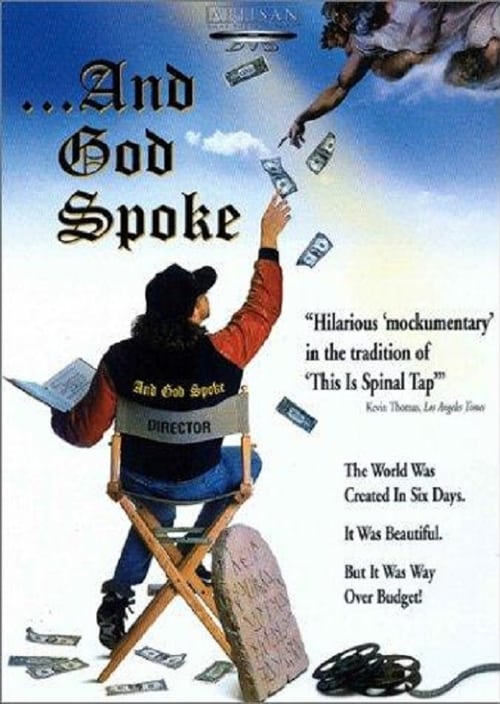 ARTISAN
DVD
...And
God
Spoke
"Hilarious 'mockumentary'
in the tradition of
'This Is Spinal Tap'"
Kevin Thomas, Los Angeles Times
And God Spoke
DIRECTOR
The World Was
Created In Six Days.
It Was Beautiful.
But It Was Way
Over Budget!